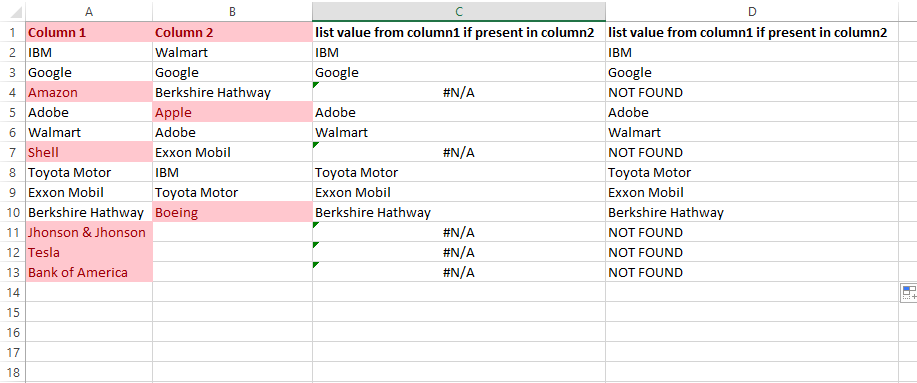 A B C D
1 Column 1 Column 2 list value from column1 if present in column2 list value from column1 if present in column2
2 IBM Walmart IBM IBM
3 Google Google Google Google
4 Amazon Berkshire Hathway #N/A NOT FOUND
5 Adobe Apple Adobe Adobe
6 Walmart Adobe Walmart Walmart
7 Shell Exxon Mobil #N/A NOT FOUND
8 Toyota Motor IBM Toyota Motor Toyota Motor
9 Exxon Mobil Toyota Motor Exxon Mobil Exxon Mobil
10 Berkshire Hathway Boeing Berkshire Hathway Berkshire Hathway
11 Jhonson & Jhonson #N/A NOT FOUND
12 Tesla #N/A NOT FOUND
13 Bank of America #N/A NOT FOUND
14
15
16
17
18